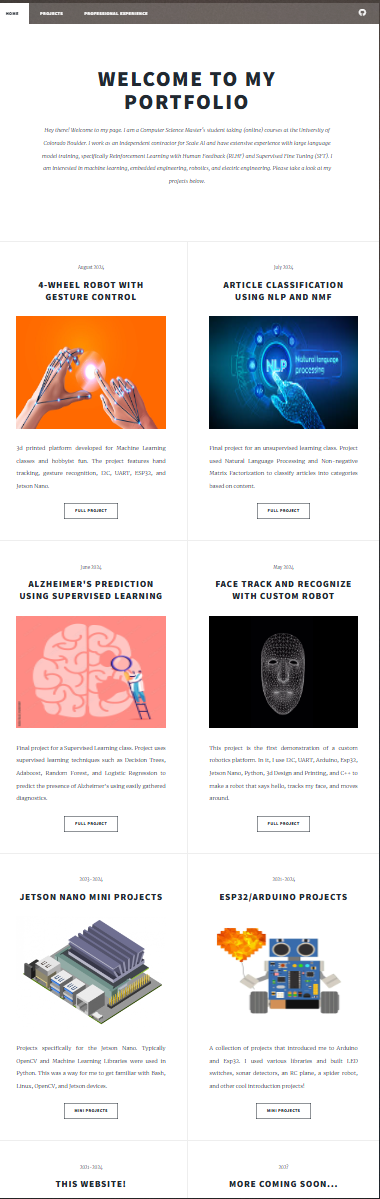 HOME PROJECTS PROFESSIONAL EXPERIENCE
WELCOME TO MY
PORTFOLIO
Hey there! Welcome to my page. I am a Computer Science Master's student taking (online) courses at the University of
Colorado Boulder. I work as an Independent contractor for Scale AI and have extensive experience with large language
model training, specifically Reinforcement Learning with Human Feedback (RLHF) and Supervised Fine Tuning (SFT). I
am interested in machine learning, embedded engineering, robotics, and electric engineering. Please take a look at my
projects below.
August 2024
4-WHEEL ROBOT WITH
GESTURE CONTROL
3d printed platform developed for Machine Learning
classes and hobbyist fun. The project features hand
tracking, gesture recognition, I2C, UART, ESP32, and
Jetson Nano.
FULL PROJECT
July 2024
ARTICLE CLASSIFICATION
USING NLP AND NMF
NLP
Natural language
processing
Final project for an unsupervised learning class. Project
used Natural Language Processing and Non-negative
Matrix Factorization to classify articles into categories
based on content.
FULL PROJECT
June 2024
ALZHEIMER'S PREDICTION
USING SUPERVISED LEARNING
Final project for a Supervised Learning class. Project uses
supervised learning techniques such as Decision Trees,
Adaboost, Random Forest, and Logistic Regression to
predict the presence of Alzheimer's using easily gathered
diagnostics.
FULL PROJECT
May 2024
FACE TRACK AND RECOGNIZE
WITH CUSTOM ROBOT
This project is the first demonstration of a custom
robotics platform. In it, I use I2C, UART, Arduino, Esp32,
Jetson Nano, Python, 3d Design and Printing, and C++ to
make a robot that says hello, tracks my face, and moves
around.
FULL PROJECT
2023-2024
JETSON NANO MINI PROJECTS
Projects specifically for the Jetson Nano. Typically
OpenCV and Machine Learning Libraries were used in
Python. This was a way for me to get familiar with Bash,
Linux, OpenCV, and Jetson devices.
MINI PROJECTS
2021-2024
ESP32/ARDUINO PROJECTS
A collection of projects that introduced me to Arduino
and Esp32. I used various libraries and built LED
switches, sonar detectors, an RC plane, a spider robot,
and other cool introduction projects!
MINI PROJECTS
2021-2024
THIS WEBSITE!
202?
MORE COMING SOON...